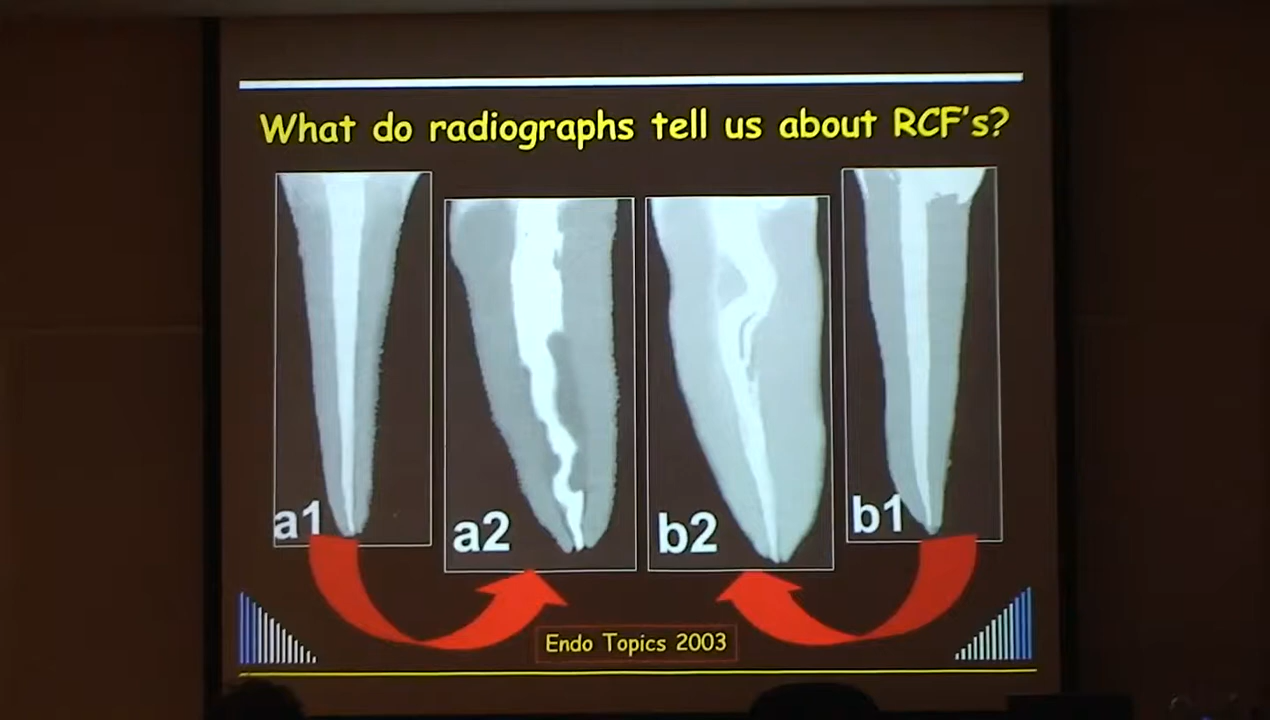 What do radiographs tell us about RCF's?
a1
a2
b2
b1
Endo Topics 2003